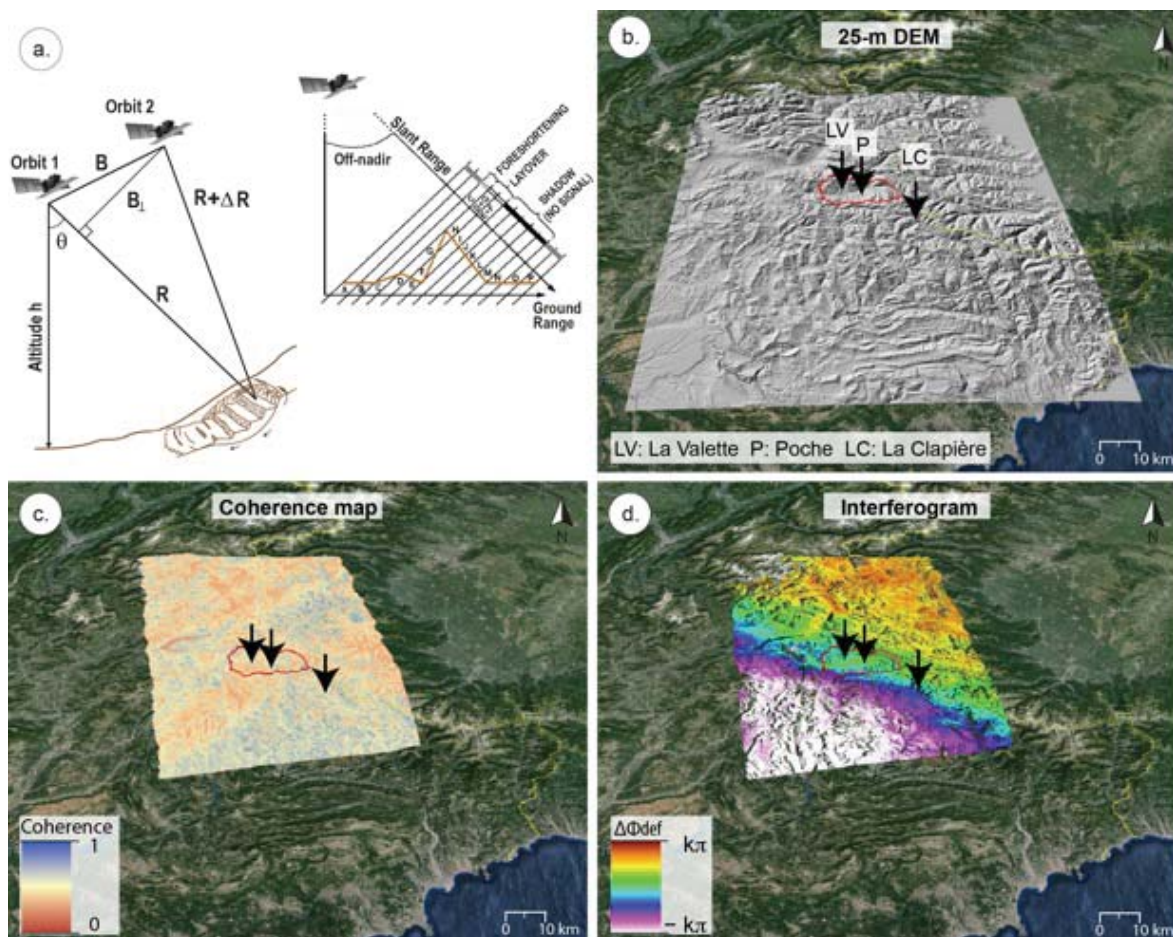 a.
Orbit 2
Orbit 1
B
B⊥
R+ΔR
θ
R
Altitude h
Off-nadir
Slant Range
FORESHORTENING
LAYOVER
SHADOW
(NO SIGNAL)
Ground
Range
b.
25-m DEM
N
LV
P
LC
LV: La Valette P: Poche LC: La Clapière
0 10 km
c.
Coherence map
N
Coherence
1
0
0 10 km
d.
Interferogram
N
ΔΦdef
kπ
- kπ
0 10 km